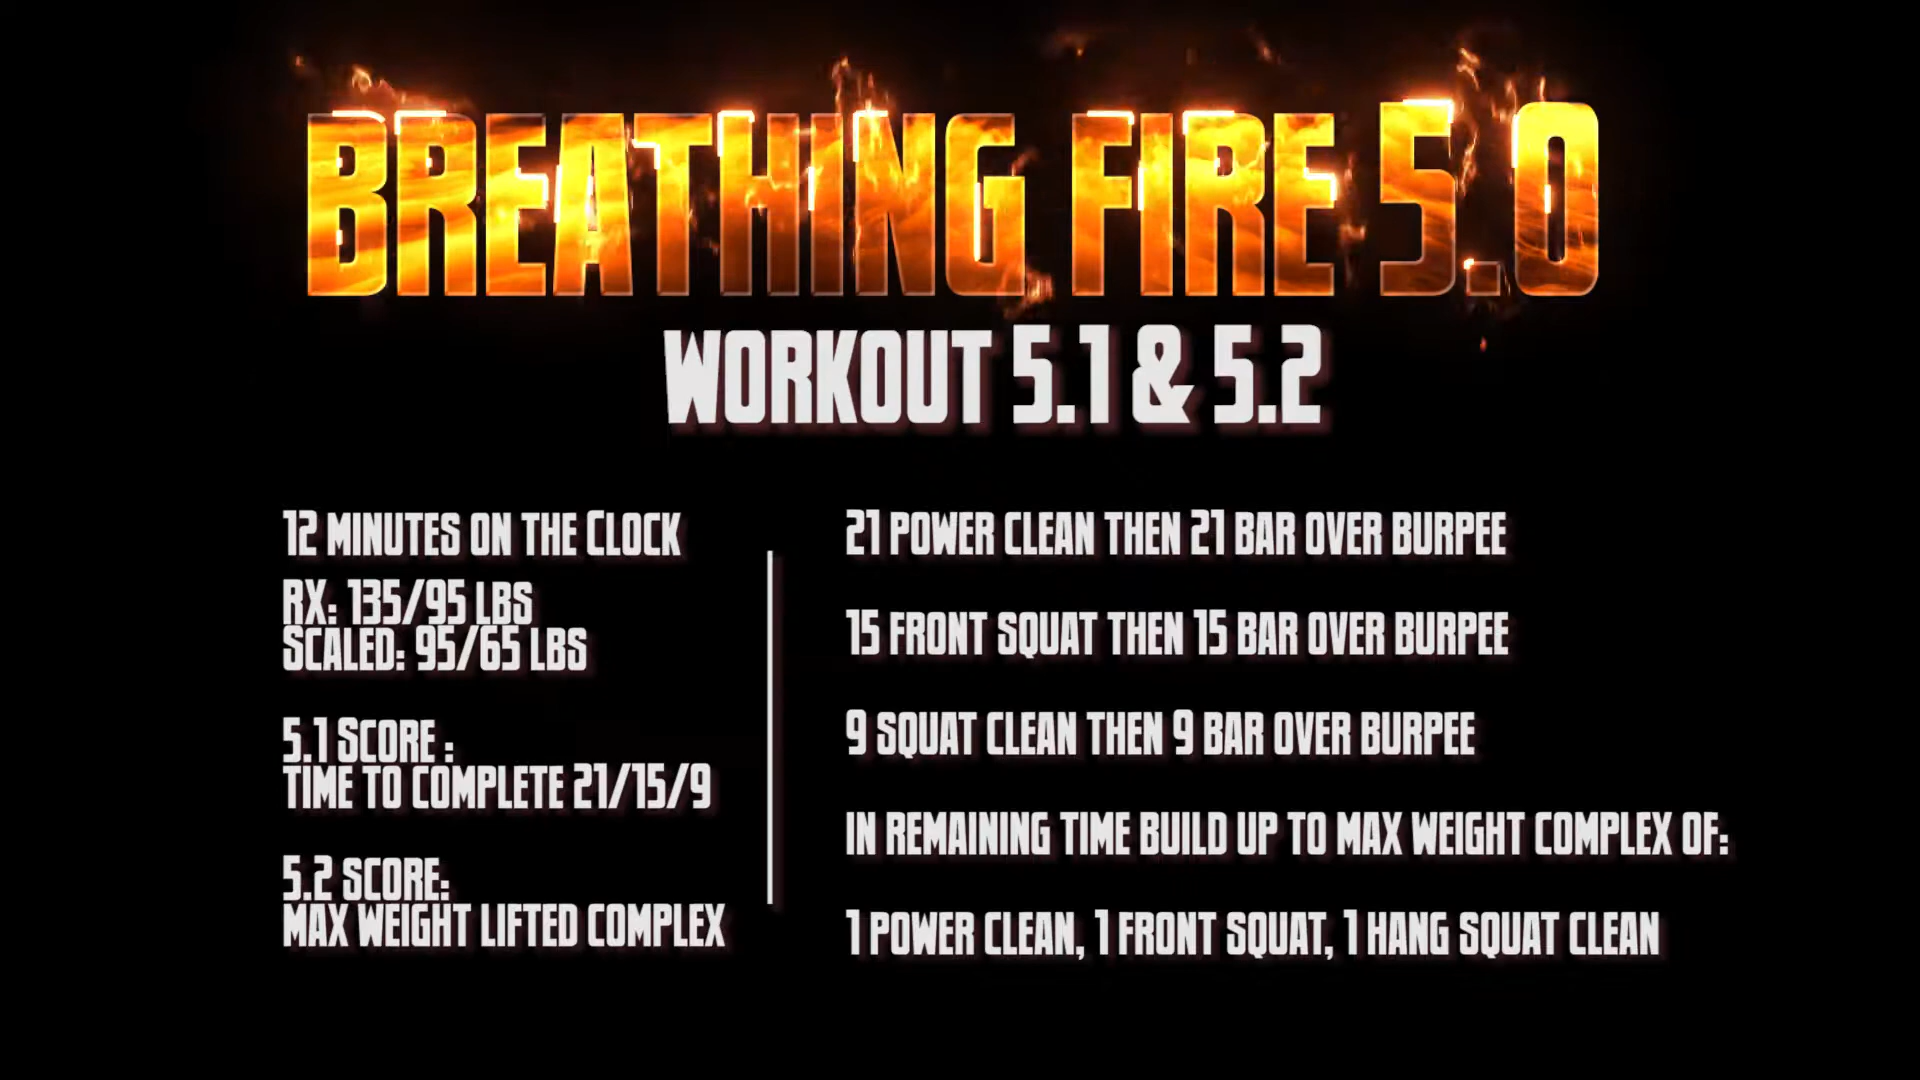 BREATHING FIRE 5.0
WORKOUT 5.1 & 5.2
12 MINUTES ON THE CLOCK
RX: 135/95 LBS
SCALED: 95/65 LBS
5.1 SCORE :
TIME TO COMPLETE 21/15/9
5.2 SCORE:
MAX WEIGHT LIFTED COMPLEX
21 POWER CLEAN THEN 21 BAR OVER BURPEE
15 FRONT SQUAT THEN 15 BAR OVER BURPEE
9 SQUAT CLEAN THEN 9 BAR OVER BURPEE
IN REMAINING TIME BUILD UP TO MAX WEIGHT COMPLEX OF:
1 POWER CLEAN, 1 FRONT SQUAT, 1 HANG SQUAT CLEAN